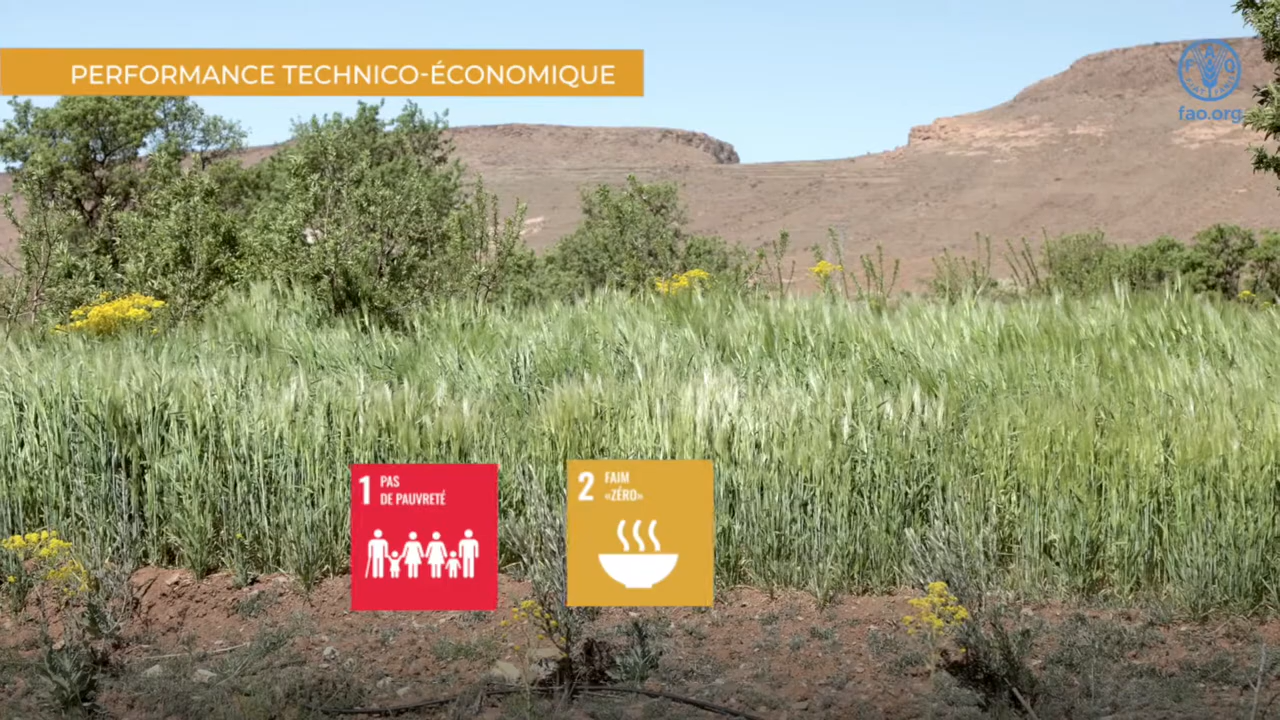 PERFORMANCE TECHNICO-ÉCONOMIQUE
fao.org
1 PAS
DE PAUVRETÉ
2 FAIM
«ZÉRO»